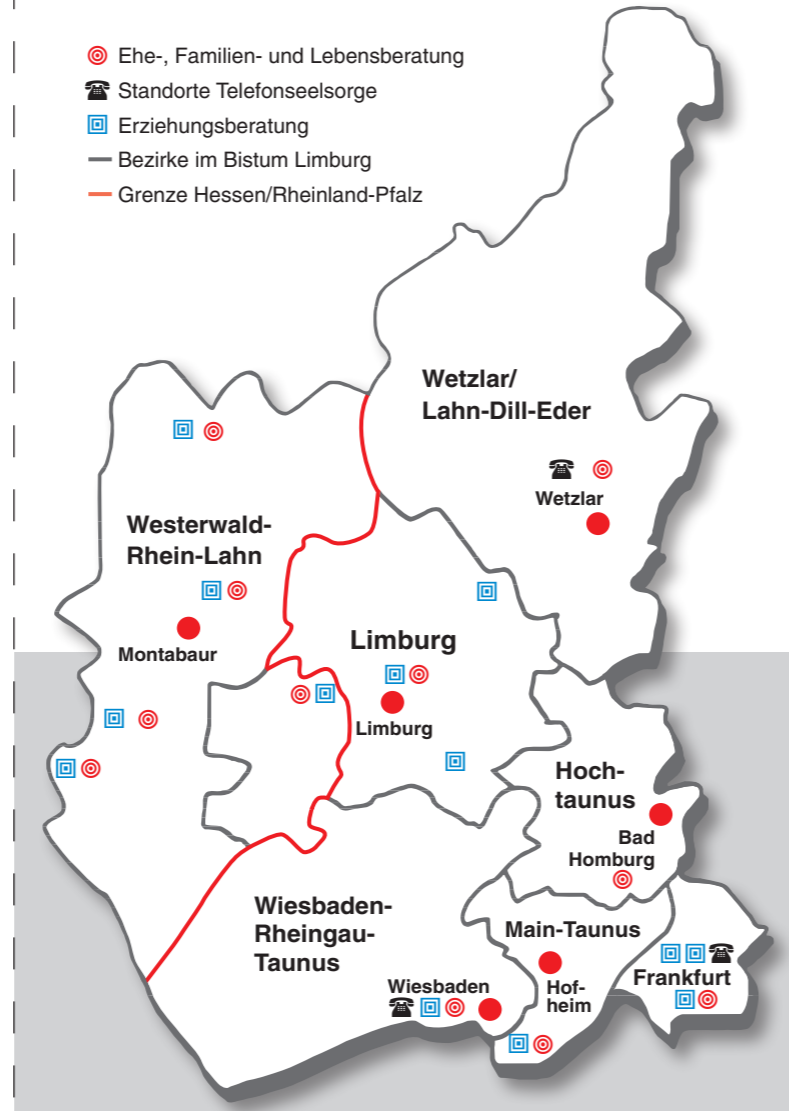 Ehe-, Familien- und Lebensberatung
Standorte Telefonseelsorge
Erziehungsberatung
Bezirke im Bistum Limburg
Grenze Hessen/Rheinland-Pfalz
Wetzlar/
Lahn-Dill-Eder
Wetzlar
Westerwald-
Rhein-Lahn
Montabaur
Limburg
Limburg
Hoch-
taunus
Bad
Homburg
Wiesbaden-
Rheingau-
Taunus
Wiesbaden
Main-Taunus
Hof-
heim
Frankfurt